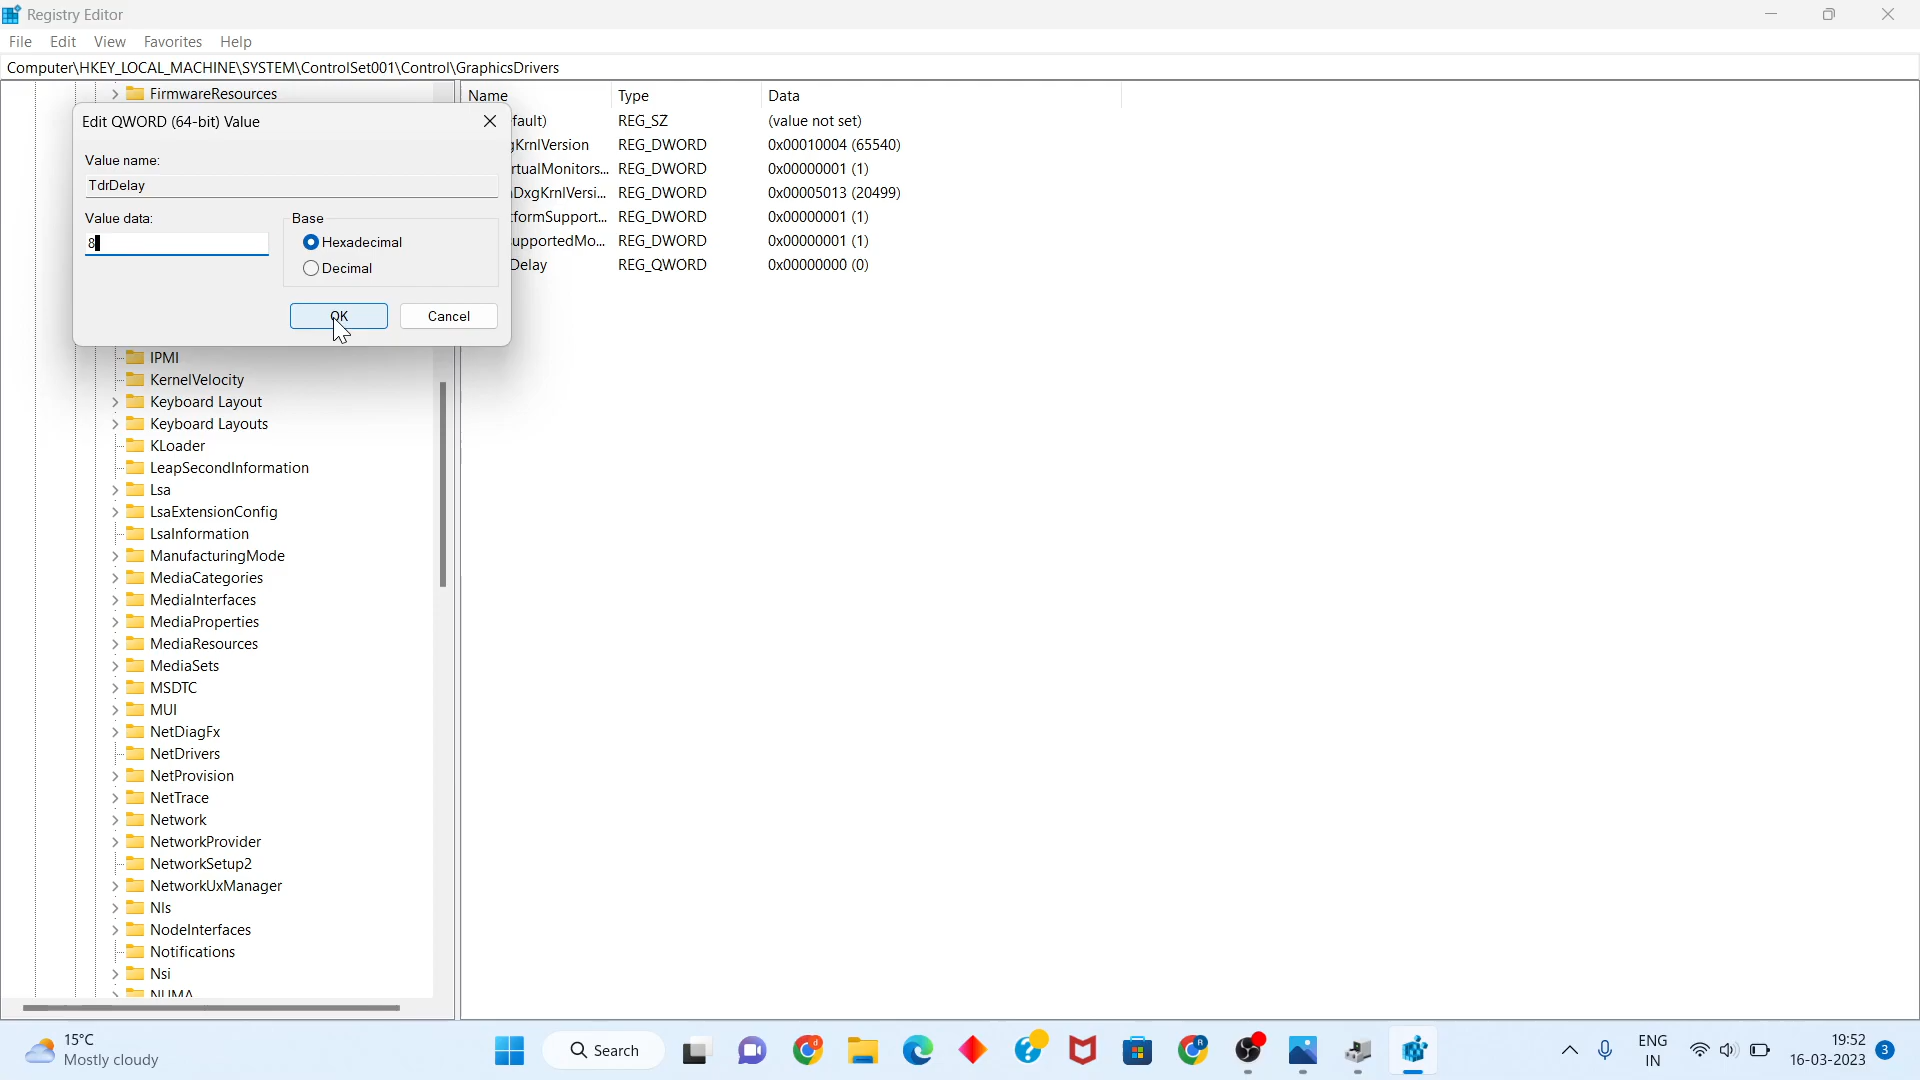 Registry Editor
File Edit View Favorites Help
Computer\HKEY_LOCAL_MACHINE\SYSTEM\ControlSet001\Control\GraphicsDrivers
FirmwareResources
Edit QWORD (64-bit) Value
Value name:
TdrDelay
Value data:
8
Base
Hexadecimal
Decimal
OK
Cancel
IPMI
KernelVelocity
Keyboard Layout
Keyboard Layouts
KLoader
LeapSecondInformation
Lsa
LsaExtensionConfig
LsaInformation
ManufacturingMode
MediaCategories
MediaInterfaces
MediaProperties
MediaResources
MediaSets
MSDTC
MUI
NetDiagFx
NetDrivers
NetProvision
NetTrace
Network
NetworkProvider
NetworkSetup2
NetworkUxManager
Nls
NodeInterfaces
Notifications
Nsi
NUMA
Name Type Data
fault) REG_SZ (value not set)
gKrnlVersion REG_DWORD 0x00010004 (65540)
rtualMonitors... REG_DWORD 0x00000001 (1)
DxgKrnlVersi... REG_DWORD 0x00005013 (20499)
tformSupport... REG_DWORD 0x00000001 (1)
upportedMo... REG_DWORD 0x00000001 (1)
Delay REG_QWORD 0x00000000 (0)
15°C
Mostly cloudy
Search
ENG
IN
19:52
16-03-2023
3